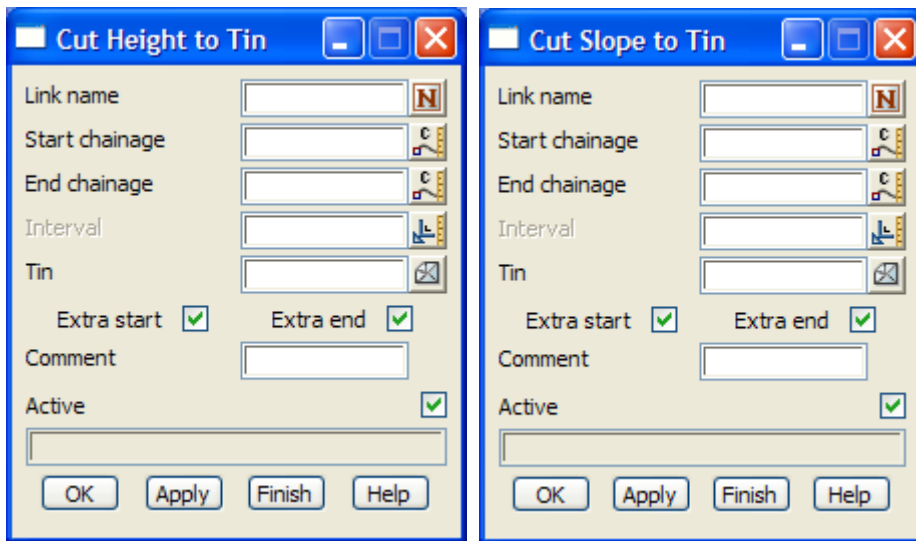 Cut Height to Tin
Link name
Start chainage
End chainage
Interval
Tin
Extra start Extra end
Comment
Active
OK Apply Finish Help
Cut Slope to Tin
Link name
Start chainage
End chainage
Interval
Tin
Extra start Extra end
Comment
Active
OK Apply Finish Help